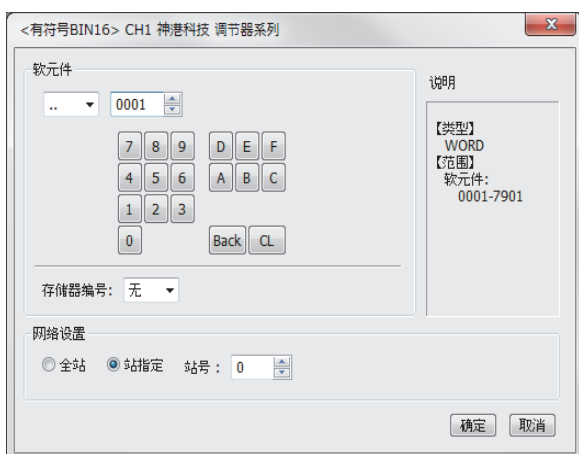 <有符号BIN16> CH1 神港科技 调节器系列
软元件
.. 0001
7 8 9 D E F
4 5 6 A B C
1 2 3
0 Back CL
存储器编号: 无
说明
【类型】
WORD
【范围】
软元件:
0001-7901
网络设置
全站 站指定 站号: 0
确定 取消